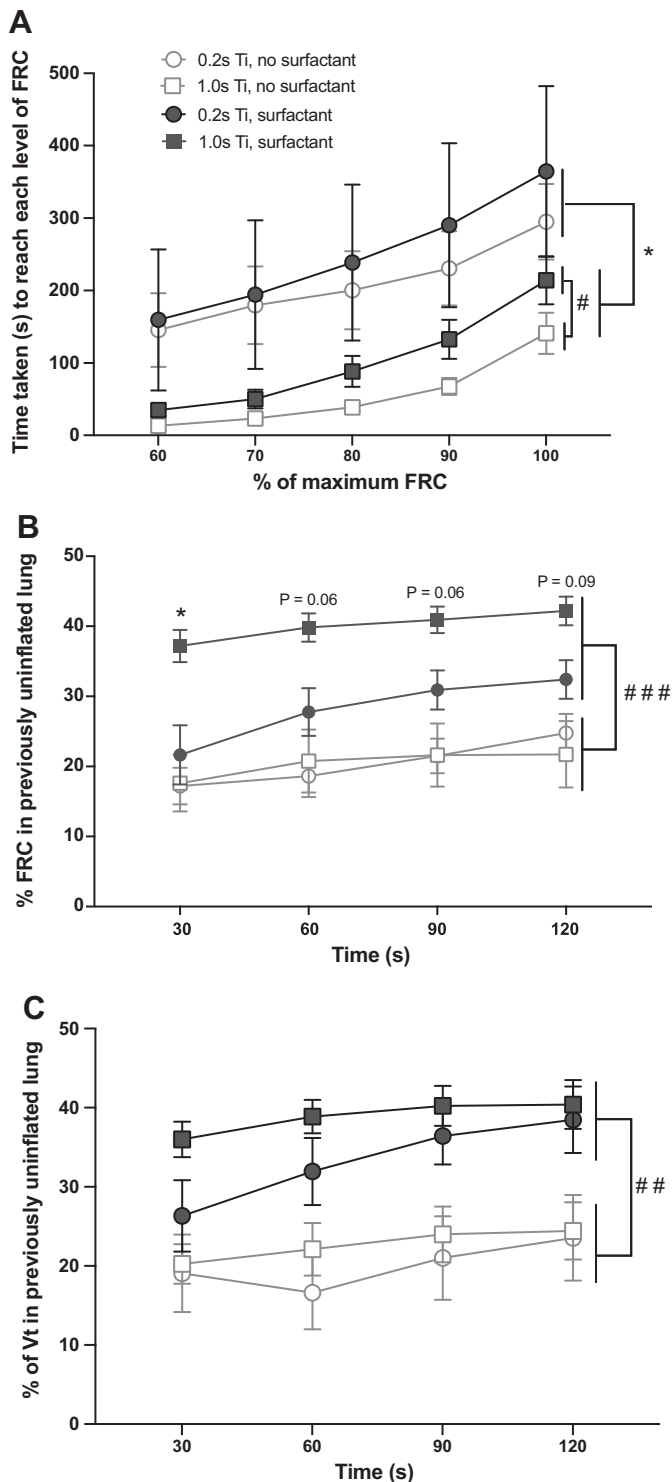 A
0.2s Ti, no surfactant
1.0s Ti, no surfactant
0.2s Ti, surfactant
1.0s Ti, surfactant
Time taken (s) to reach each level of FRC
500
400
300
200
100
0
*
#
60 70 80 90 100
% of maximum FRC
B
% FRC in previously uninflated lung
50
40
30
20
10
0
* P = 0.06 P = 0.06 P = 0.09
# # #
30 60 90 120
Time (s)
C
% of Vt in previously uninflated lung
50
40
30
20
10
0
# #
30 60 90 120
Time (s)